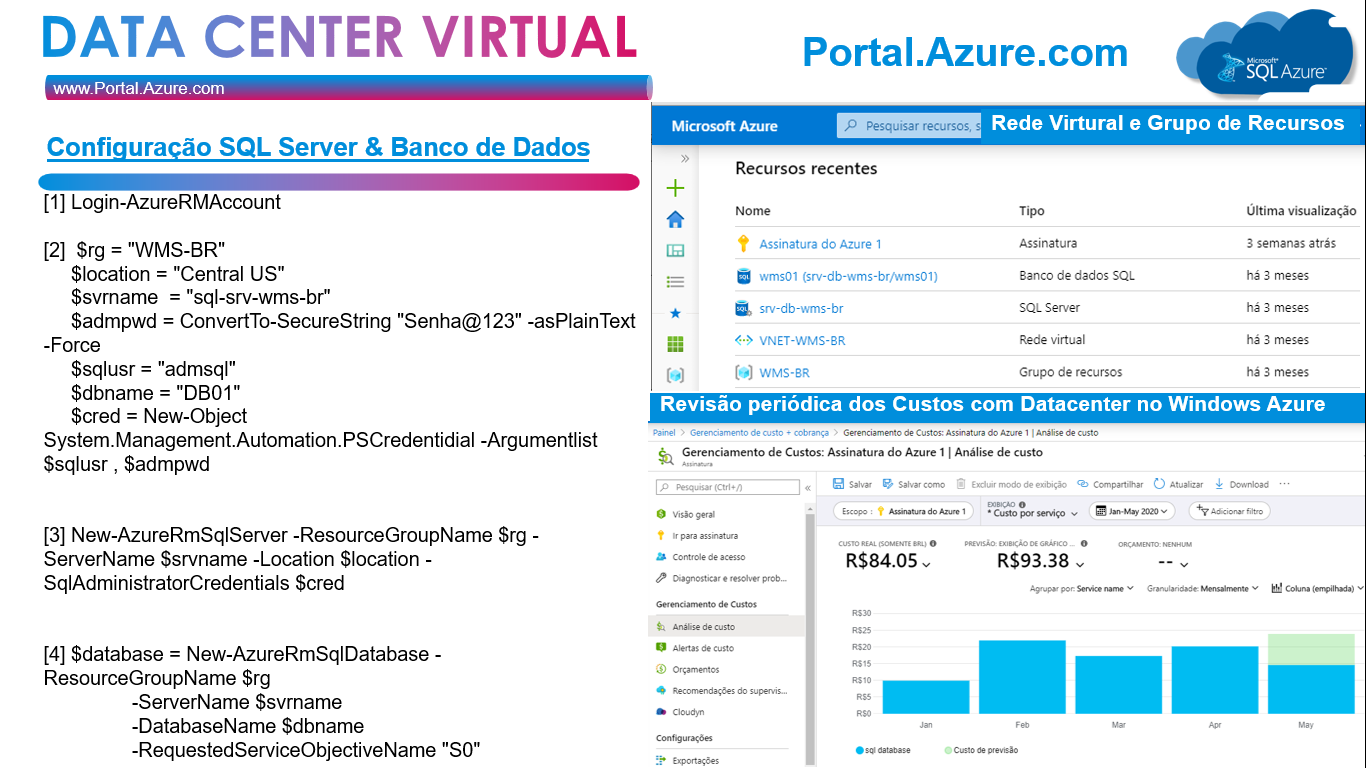 DATA CENTER VIRTUAL
www.Portal.Azure.com
Portal.Azure.com
Microsoft®
SQL Azure™
Configuração SQL Server & Banco de Dados
[1] Login-AzureRMAccount
[2]  $rg = "WMS-BR"
$location = "Central US"
$svrname  = "sql-srv-wms-br"
$admpwd = ConvertTo-SecureString "Senha@123" -asPlainText
-Force
$sqlusr = "admsql"
$dbname = "DB01"
$cred = New-Object
System.Management.Automation.PSCredentidial -Argumentlist
$sqlusr , $admpwd
[3] New-AzureRmSqlServer -ResourceGroupName $rg -
ServerName $srvname -Location $location -
SqlAdministratorCredentials $cred
[4] $database = New-AzureRmSqlDatabase -
ResourceGroupName $rg
-ServerName $svrname
-DatabaseName $dbname
-RequestedServiceObjectiveName "S0"
Microsoft Azure
Pesquisar recursos, s
Rede Virtural e Grupo de Recursos
Recursos recentes
Nome Tipo Última visualização
Assinatura do Azure 1 Assinatura 3 semanas atrás
SQL wms01 (srv-db-wms-br/wms01) Banco de dados SQL há 3 meses
SQL srv-db-wms-br SQL Server há 3 meses
VNET-WMS-BR Rede virtual há 3 meses
WMS-BR Grupo de recursos há 3 meses
Revisão periódica dos Custos com Datacenter no Windows Azure
Painel > Gerenciamento de custo + cobrança > Gerenciamento de Custos: Assinatura do Azure 1 | Análise de custo
Gerenciamento de Custos: Assinatura do Azure 1 | Análise de custo
Assinatura
Pesquisar (Ctrl+/)
Visão geral
Ir para assinatura
Controle de acesso
Diagnosticar e resolver prob...
Gerenciamento de Custos
Análise de custo
Alertas de custo
Orçamentos
Recomendações do supervis...
Cloudyn
Configurações
Exportações
Salvar Salvar como Excluir modo de exibição Compartilhar Atualizar Download ...
Escopo : Assinatura do Azure 1
EXIBIÇÃO
* Custo por serviço
Jan-May 2020
Adicionar filtro
CUSTO REAL (SOMENTE BRL) PREVISÃO: EXIBIÇÃO DE GRÁFICO ... ORÇAMENTO: NENHUM
R$84.05 R$93.38 --
Agrupar por: Service name Granularidade: Mensalmente Coluna (empilhada)
R$30
R$25
R$20
R$15
R$10
R$5
R$0
Jan Feb Mar Apr May
sql database Custo de previsão